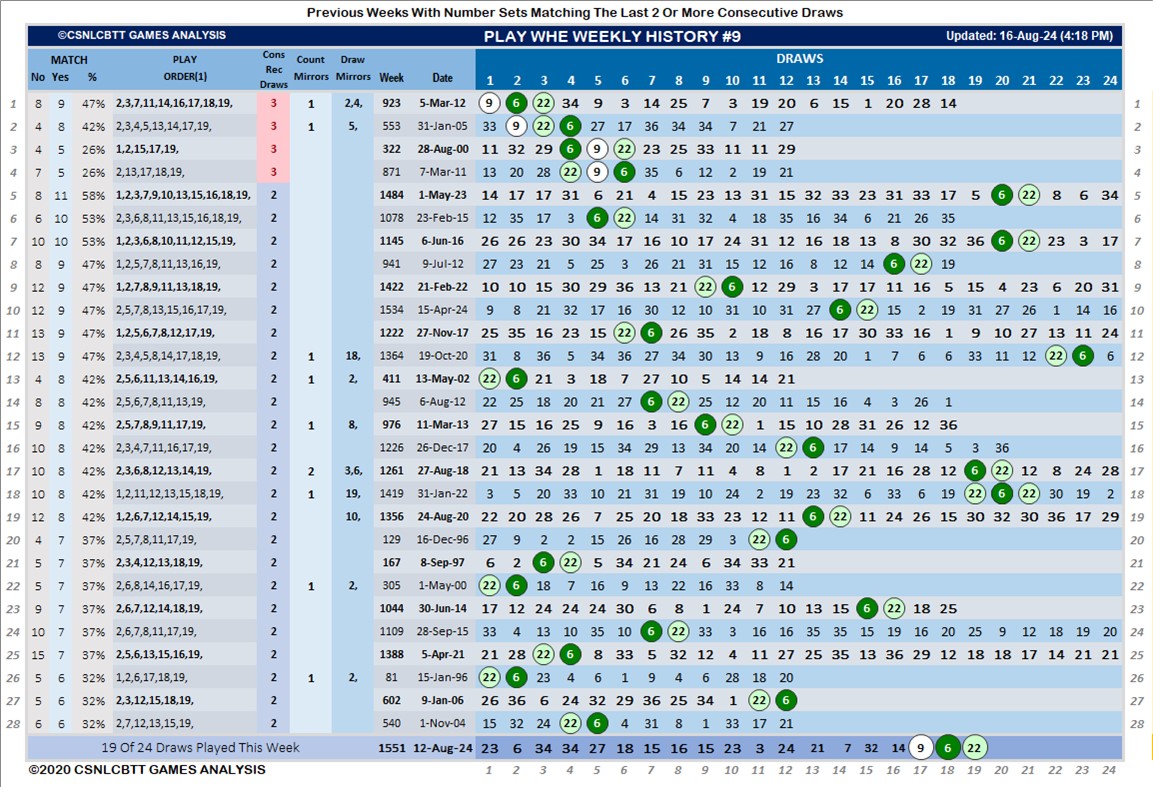 Previous Weeks With Number Sets Matching The Last 2 Or More Consecutive Draws
©CSNLCBTT GAMES ANALYSIS PLAY WHE WEEKLY HISTORY #9 Updated: 16-Aug-24 (4:18 PM)
MATCH PLAY Cons Count Draw DRAWS
No Yes % ORDER(1) Rec Draws Mirrors Mirrors Week Date 1 2 3 4 5 6 7 8 9 10 11 12 13 14 15 16 17 18 19 20 21 22 23 24
1 8 9 47% 2,3,7,11,14,16,17,18,19, 3 1 2,4, 923 5-Mar-12 9 6 22 34 9 3 14 25 7 3 19 20 6 15 1 20 28 14 1
2 4 8 42% 2,3,4,5,13,14,17,19, 3 1 5, 553 31-Jan-05 33 9 22 6 27 17 36 34 34 7 21 27 2
3 4 5 26% 1,2,15,17,19, 3 322 28-Aug-00 11 32 29 6 9 22 23 25 33 11 11 29 3
4 7 5 26% 2,13,17,18,19, 3 871 7-Mar-11 13 20 28 22 9 6 35 6 12 2 19 21 4
5 8 11 58% 1,2,3,7,9,10,13,15,16,18,19, 2 1484 1-May-23 14 17 17 31 6 21 4 15 23 13 31 15 32 33 23 31 33 17 5 6 22 8 6 34 5
6 6 10 53% 2,3,6,8,11,13,15,16,18,19, 2 1078 23-Feb-15 12 35 17 3 6 22 14 31 32 4 18 35 16 34 6 21 26 35 6
7 10 10 53% 1,2,3,6,8,10,11,12,15,19, 2 1145 6-Jun-16 26 26 23 30 34 17 16 10 17 24 31 12 16 18 13 8 30 32 36 6 22 23 3 17 7
8 8 9 47% 1,2,5,7,8,11,13,16,19, 2 941 9-Jul-12 27 23 21 5 25 3 26 21 31 15 12 16 8 12 14 6 22 19 8
9 12 9 47% 1,2,7,8,9,11,13,18,19, 2 1422 21-Feb-22 10 10 15 30 29 36 13 21 22 6 12 29 3 17 17 11 16 5 15 4 23 6 20 31 9
10 12 9 47% 2,5,7,8,13,15,16,17,19, 2 1534 15-Apr-24 9 8 21 32 17 16 30 12 10 31 10 31 27 6 22 15 2 19 31 27 26 1 14 16 10
11 13 9 47% 1,2,5,6,7,8,12,17,19, 2 1222 27-Nov-17 25 35 16 23 15 22 6 26 35 2 18 8 16 17 30 33 16 1 9 10 27 13 11 24 11
12 13 9 47% 2,3,4,5,8,14,17,18,19, 2 1 18, 1364 19-Oct-20 31 8 36 5 34 36 27 34 30 13 9 16 28 20 1 7 6 6 33 11 12 22 6 6 12
13 4 8 42% 2,5,6,11,13,14,16,19, 2 1 2, 411 13-May-02 22 6 21 3 18 7 27 10 5 14 14 21 13
14 8 8 42% 2,5,6,7,8,11,13,19, 2 945 6-Aug-12 22 25 18 20 21 27 6 22 25 12 20 11 15 16 4 3 26 1 14
15 9 8 42% 2,5,7,8,9,11,17,19, 2 1 8, 976 11-Mar-13 27 15 16 25 9 16 3 16 6 22 1 15 10 28 31 26 12 36 15
16 10 8 42% 2,3,4,7,11,16,17,19, 2 1226 26-Dec-17 20 4 26 19 15 34 29 13 34 20 14 22 6 17 14 9 14 5 3 36 16
17 10 8 42% 2,3,6,8,12,13,14,19, 2 2 3,6, 1261 27-Aug-18 21 13 34 28 1 18 11 7 11 4 8 1 2 17 21 16 28 12 6 22 12 8 24 28 17
18 10 8 42% 1,2,11,12,13,15,18,19, 2 1 19, 1419 31-Jan-22 3 5 20 33 10 21 31 19 10 24 2 19 23 32 6 33 6 19 22 6 22 30 19 2 18
19 12 8 42% 1,2,6,7,12,14,15,19, 2 10, 1356 24-Aug-20 22 20 22 26 7 25 20 18 33 23 12 11 6 22 11 24 26 15 30 32 30 36 17 29 19
20 4 7 37% 2,5,7,8,11,17,19, 2 129 16-Dec-96 27 9 2 2 15 26 16 28 29 3 22 6 20
21 5 7 37% 2,3,4,12,13,18,19, 2 167 8-Sep-97 6 2 6 22 5 34 21 24 6 34 33 21 21
22 5 7 37% 2,6,8,14,16,17,19, 2 1 2, 305 1-May-00 22 6 18 7 16 9 13 22 16 33 8 14 22
23 9 7 37% 2,6,7,12,14,18,19, 2 1044 30-Jun-14 17 12 24 24 24 30 6 8 1 24 7 10 13 15 6 22 18 25 23
24 10 7 37% 2,6,7,8,11,17,19, 2 1109 28-Sep-15 33 4 13 10 35 10 6 22 33 3 16 16 35 35 15 19 16 20 25 9 12 18 19 20 24
25 15 7 37% 2,5,6,13,15,16,19, 2 1388 5-Apr-21 21 28 22 6 8 33 5 32 12 4 11 27 25 35 13 36 29 12 18 18 17 14 21 21 25
26 5 6 32% 1,2,6,17,18,19, 2 1 2, 81 15-Jan-96 22 6 23 4 6 1 9 4 6 28 18 20 26
27 6 6 32% 2,3,12,15,18,19, 2 602 9-Jan-06 26 36 6 24 32 29 36 25 34 1 22 6 27
28 6 6 32% 2,7,12,13,15,19, 2 540 1-Nov-04 15 32 24 22 6 4 31 8 1 33 17 21 28
19 Of 24 Draws Played This Week 1551 12-Aug-24 23 6 34 34 27 18 15 16 15 23 3 24 21 7 32 14 9 6 22
©2020 CSNLCBTT GAMES ANALYSIS 1 2 3 4 5 6 7 8 9 10 11 12 13 14 15 16 17 18 19 20 21 22 23 24